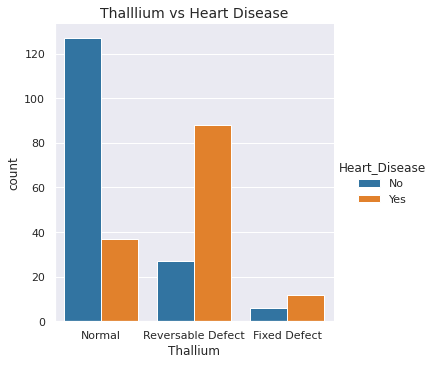 Thalllium vs Heart Disease
count
120
100
80
60
40
20
0
Normal
Reversable Defect
Fixed Defect
Thallium
Heart_Disease
No
Yes